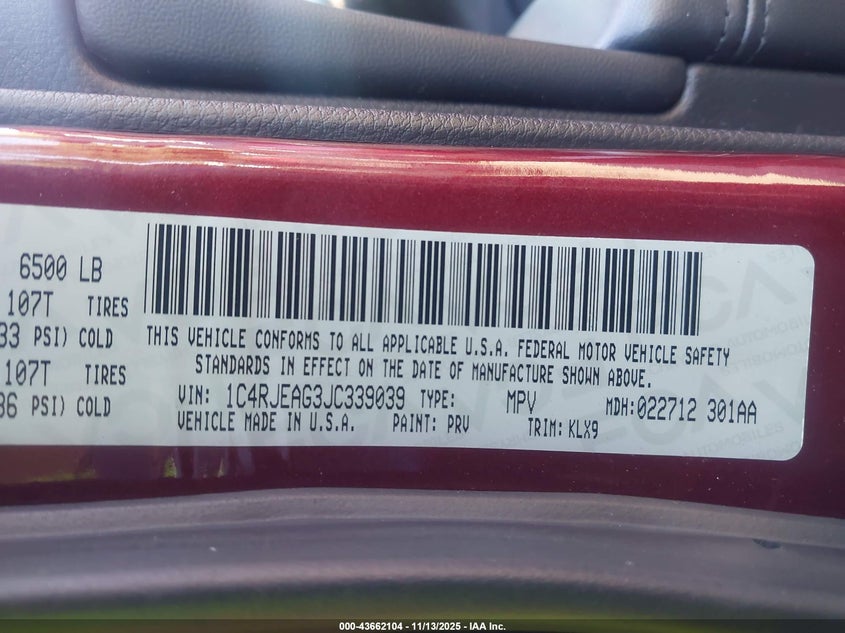 6500 LB
107T TIRES
33 PSI) COLD
107T TIRES
36 PSI) COLD
THIS VEHICLE CONFORMS TO ALL APPLICABLE U.S.A. FEDERAL MOTOR VEHICLE SAFETY
STANDARDS IN EFFECT ON THE DATE OF MANUFACTURE SHOWN ABOVE.
VIN: 1C4RJEAG3JC339039 TYPE: MPV MDH:022712 301AA
VEHICLE MADE IN U.S.A. PAINT: PRV TRIM: KLX9
000-43662104 - 11/13/2025 - IAA Inc.